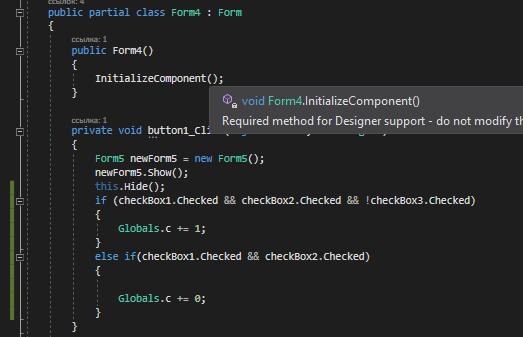 ссылок: 4
public partial class Form4 : Form
{
ссылка: 1
public Form4()
{
InitializeComponent();
}
void Form4.InitializeComponent()
Required method for Designer support - do not modify th
ссылка: 1
private void button1_Cli
{
Form5 newForm5 = new Form5();
newForm5.Show();
this.Hide();
if (checkBox1.Checked && checkBox2.Checked && !checkBox3.Checked)
{
Globals.c += 1;
}
else if(checkBox1.Checked && checkBox2.Checked)
{
Globals.c += 0;
}
}